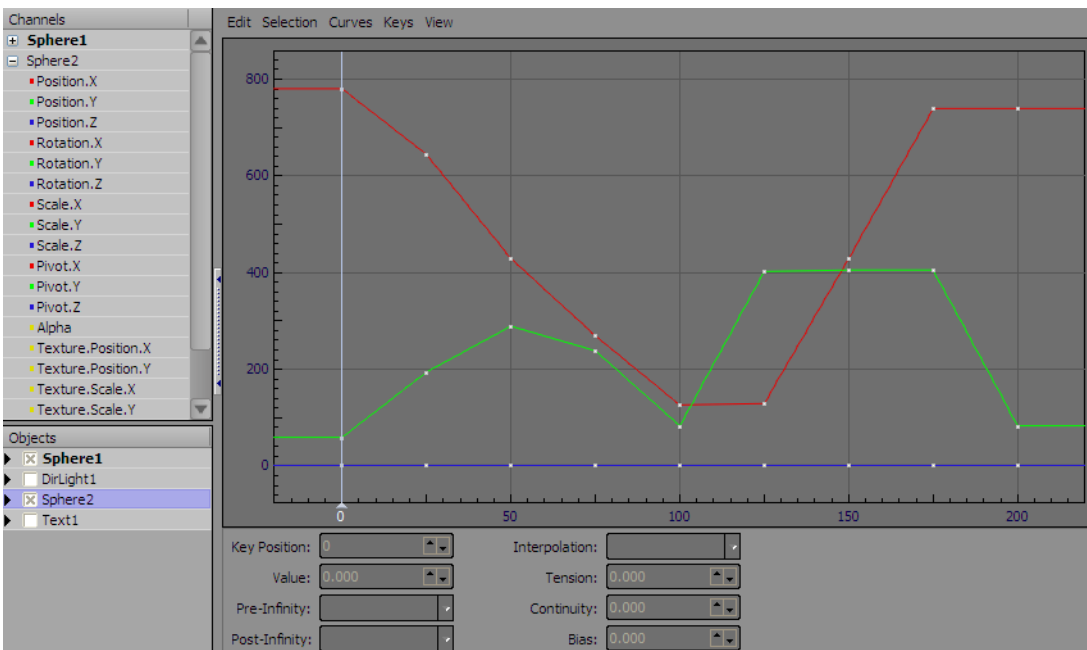 Channels
Sphere1
Sphere2
Position.X
Position.Y
Position.Z
Rotation.X
Rotation.Y
Rotation.Z
Scale.X
Scale.Y
Scale.Z
Pivot.X
Pivot.Y
Pivot.Z
Alpha
Texture.Position.X
Texture.Position.Y
Texture.Scale.X
Texture.Scale.Y
Objects
Sphere1
DirLight1
Sphere2
Text1
Edit Selection Curves Keys View
800
600
400
200
0
0 50 100 150 200
Key Position: 0 Interpolation:
Value: 0.000 Tension: 0.000
Pre-Infinity: Continuity: 0.000
Post-Infinity: Bias: 0.000